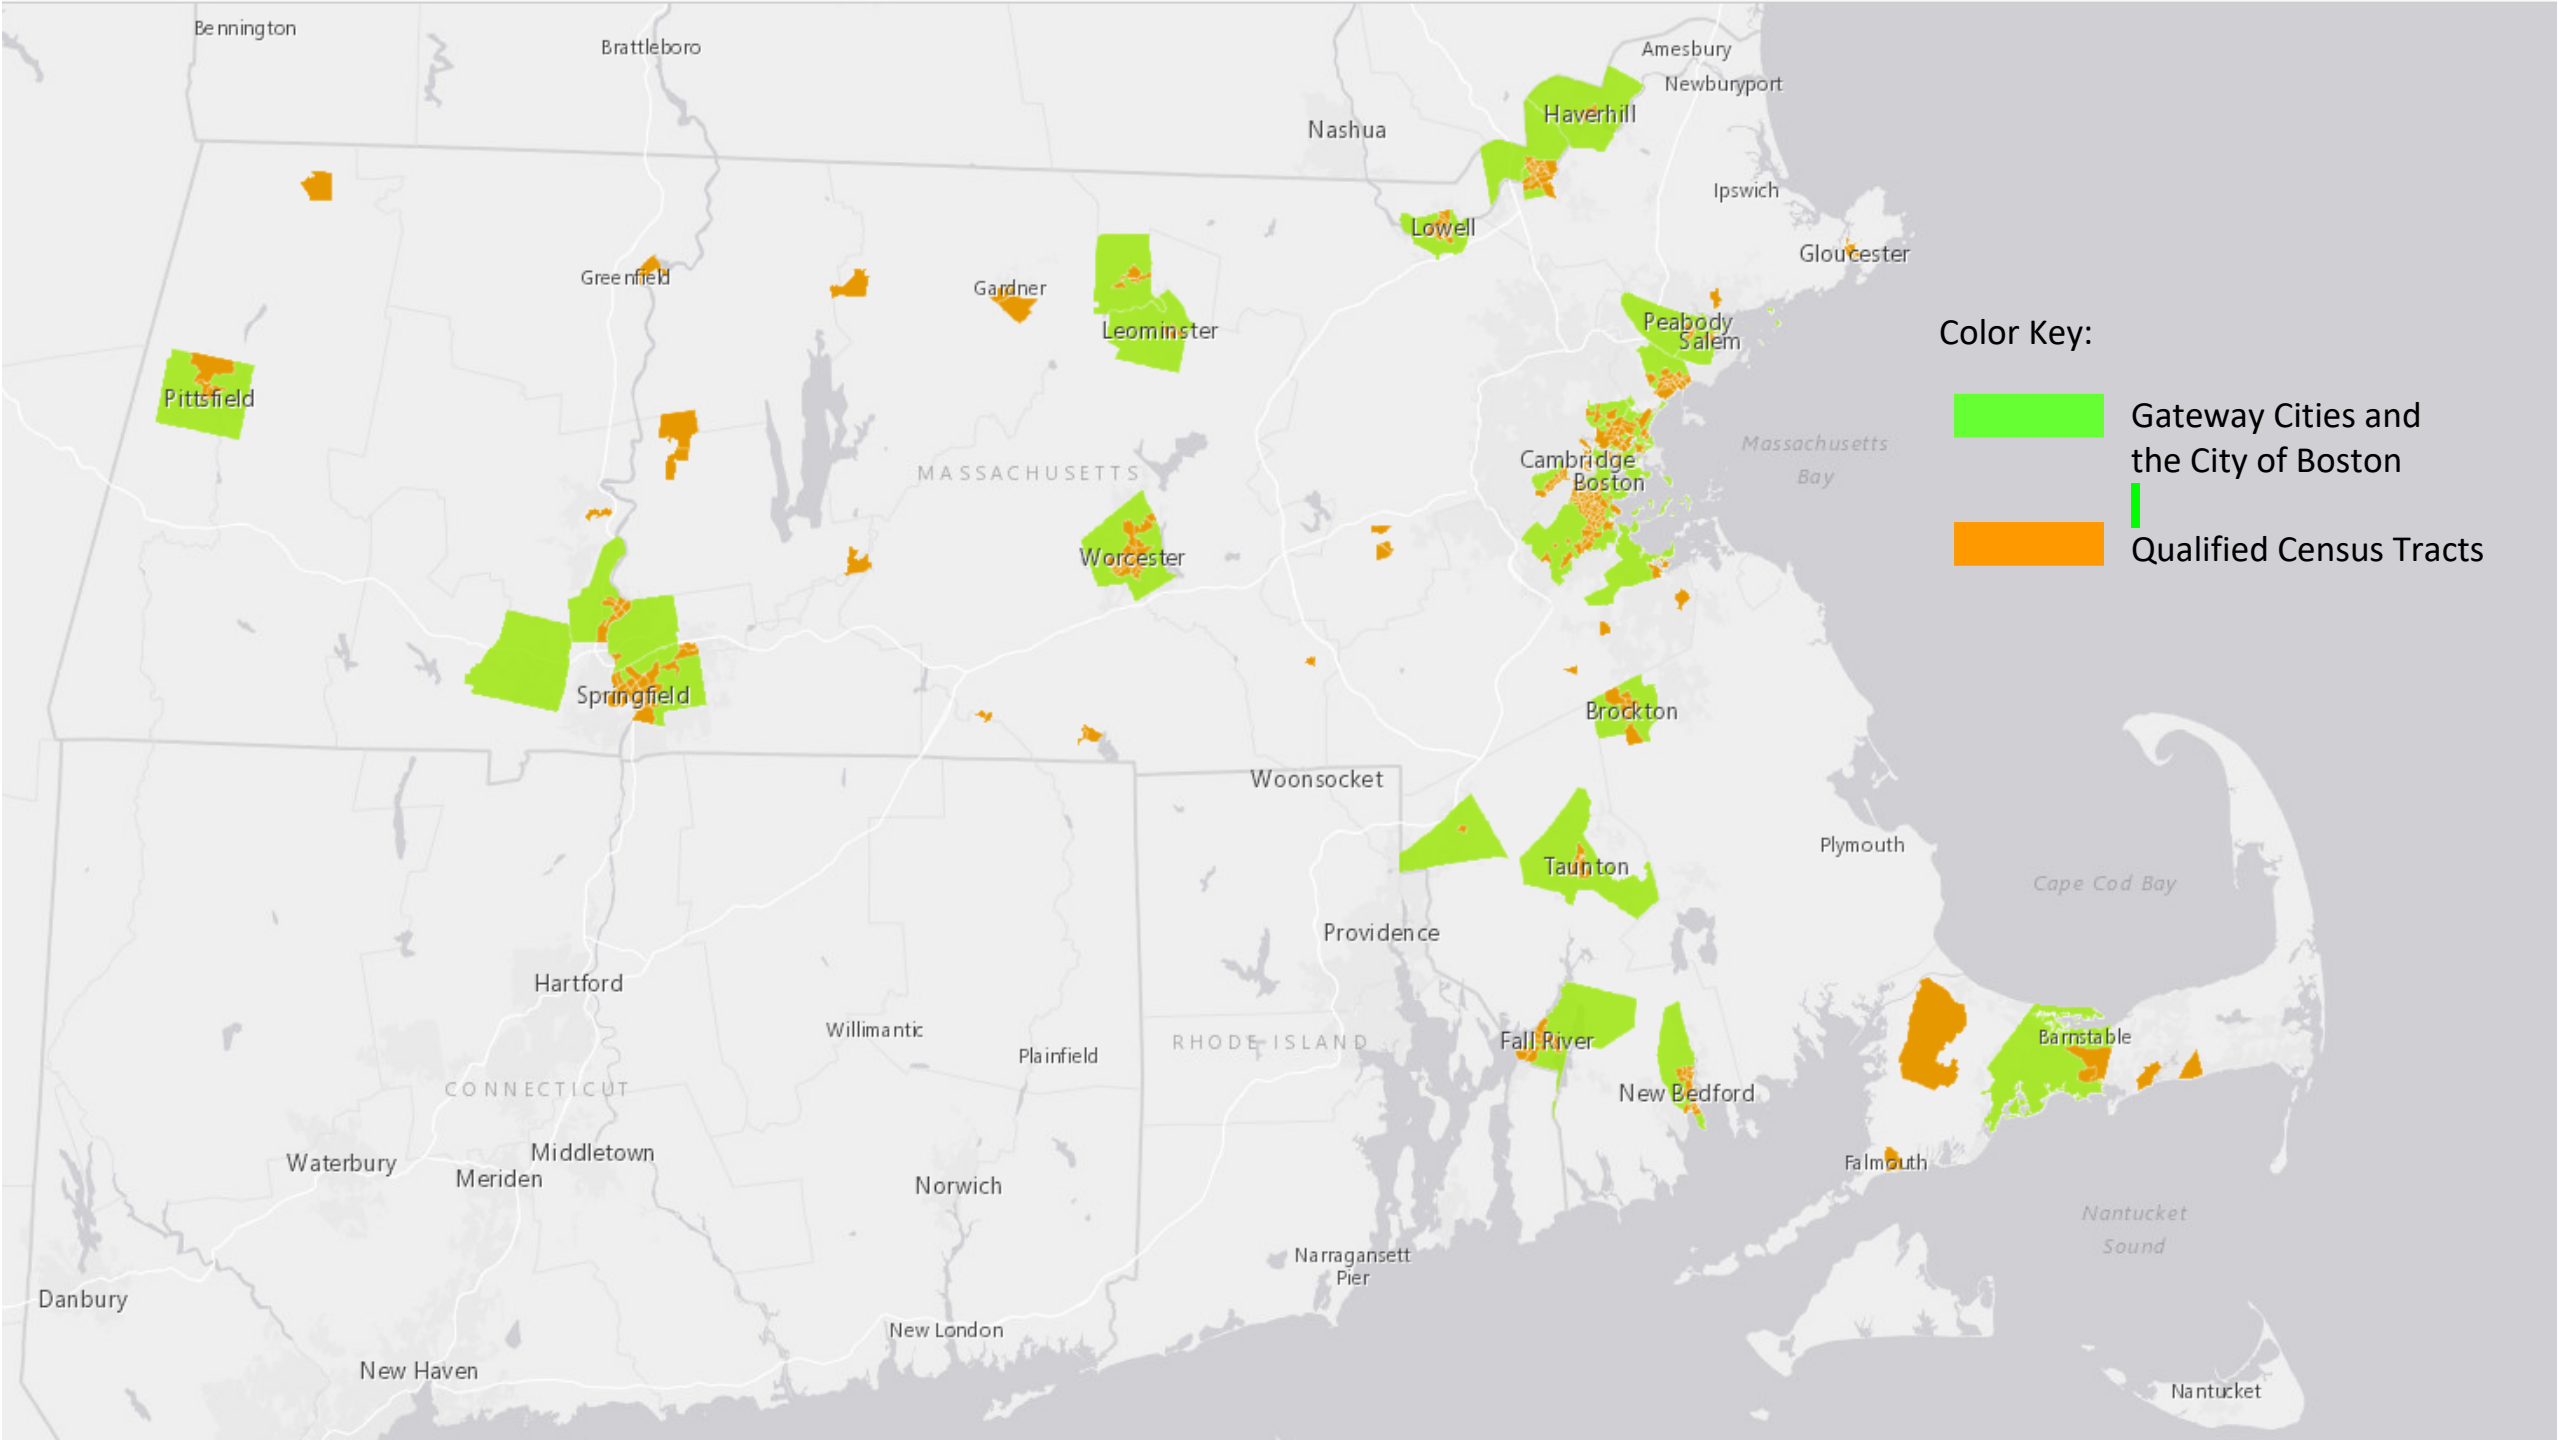 Bennington
Brattleboro
Amesbury
Newburyport
Haverhill
Nashua
Ipswich
Lowell
Gloucester
Greenfield
Gardner
Leominster
Peabody
Salem
Color Key:
Pittsfield
Gateway Cities and
the City of Boston
MASSACHUSETTS
Cambridge
Boston
Massachusetts
Bay
Worcester
Qualified Census Tracts
Springfield
Brockton
Woonsocket
Plymouth
Taunton
Cape Cod Bay
Providence
Hartford
Willimantic
Plainfield
RHODE ISLAND
Fall River
Barnstable
CONNECTICUT
New Bedford
Waterbury
Middletown
Meriden
Norwich
Falmouth
Nantucket
Sound
Narragansett
Pier
Danbury
New London
New Haven
Nantucket